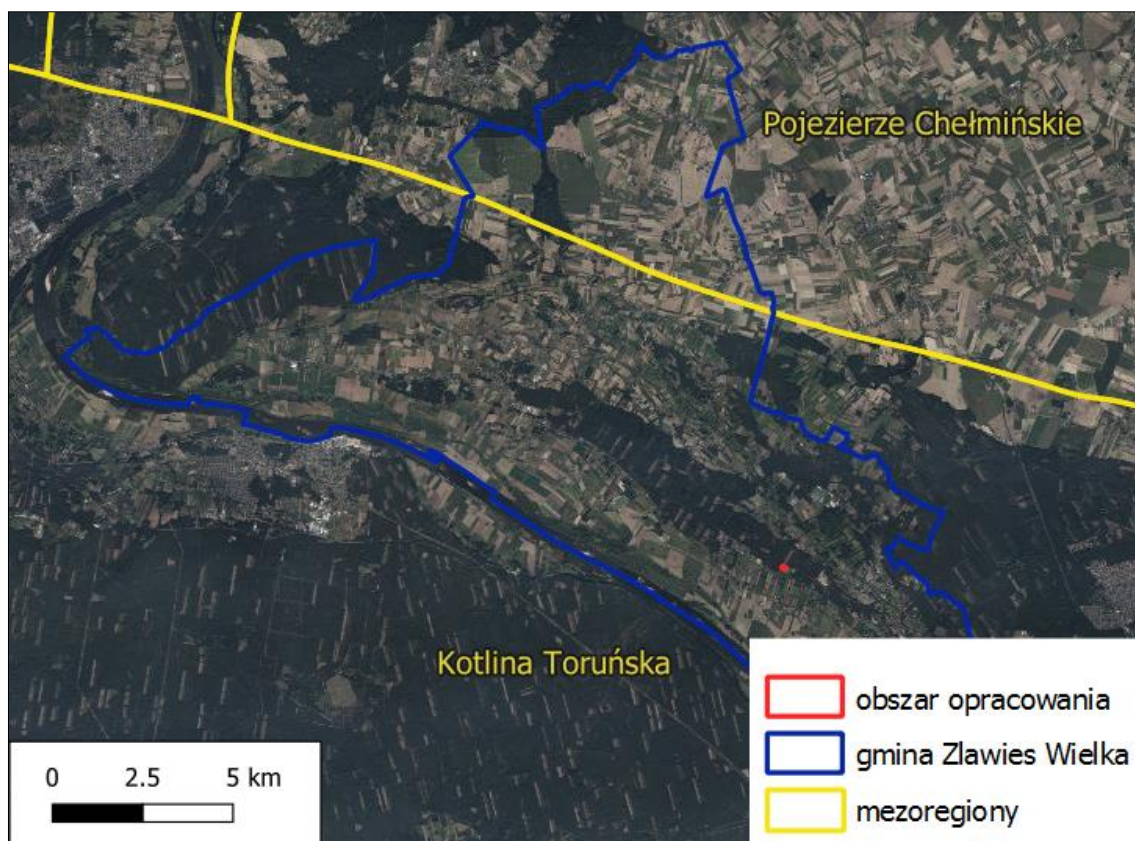 Pojezierze Chełmińskie
Kotlina Toruńska
obszar opracowania
gmina Zlawies Wielka
mezoregiony
0 2.5 5 km